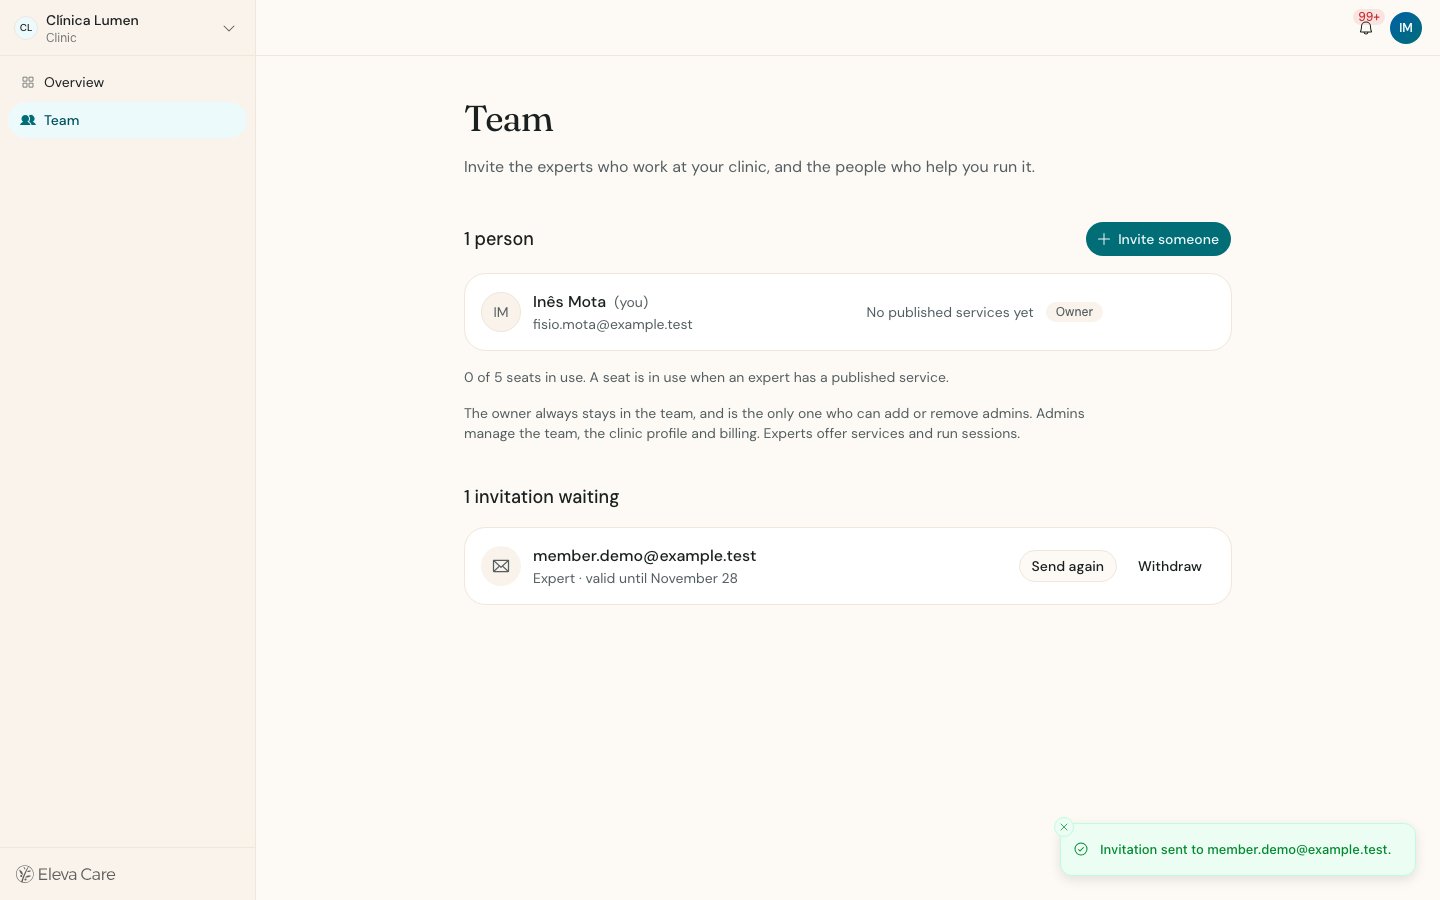 CL
Clínica Lumen
Clinic
99+
IM
Overview
Team
Team
Invite the experts who work at your clinic, and the people who help you run it.
1 person
Invite someone
IM
Inês Mota (you)
fisio.mota@example.test
No published services yet
Owner
0 of 5 seats in use. A seat is in use when an expert has a published service.
The owner always stays in the team, and is the only one who can add or remove admins. Admins
manage the team, the clinic profile and billing. Experts offer services and run sessions.
1 invitation waiting
member.demo@example.test
Expert · valid until November 28
Send again
Withdraw
Invitation sent to member.demo@example.test.
Eleva Care